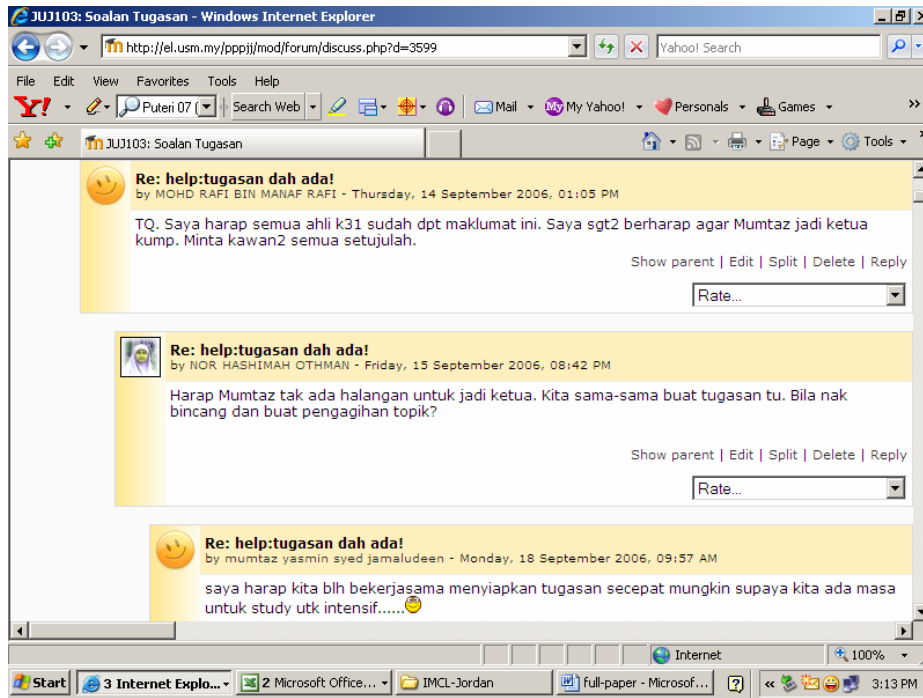 JUJ103: Soalan Tugasan - Windows Internet Explorer
http://el.usm.my/pppjj/mod/forum/discuss.php?d=3599
Yahoo! Search
File Edit View Favorites Tools Help
Y! Puteri 07 ( Search Web Mail My Yahoo! Personals Games »
JUJ103: Soalan Tugasan Page Tools »
Re: help:tugasan dah ada!
by MOHD RAFI BIN MANAF RAFI - Thursday, 14 September 2006, 01:05 PM
TQ. Saya harap semua ahli k31 sudah dpt maklumat ini. Saya sgt2 berharap agar Mumtaz jadi ketua
kump. Minta kawan2 semua setujulah.
Show parent | Edit | Split | Delete | Reply
Rate...
Re: help:tugasan dah ada!
by NOR HASHIMAH OTHMAN - Friday, 15 September 2006, 08:42 PM
Harap Mumtaz tak ada halangan untuk jadi ketua. Kita sama-sama buat tugasan tu. Bila nak
bincang dan buat pengagihan topik?
Show parent | Edit | Split | Delete | Reply
Rate...
Re: help:tugasan dah ada!
by mumtaz yasmin syed jamaludeen - Monday, 18 September 2006, 09:57 AM
saya harap kita blh bekerjasama menyiapkan tugasan secepat mungkin supaya kita ada masa
untuk study utk intensif......
Internet 100%
Start 3 Internet Explo... 2 Microsoft Office... IMCL-Jordan full-paper - Microsof... « 3:13 PM